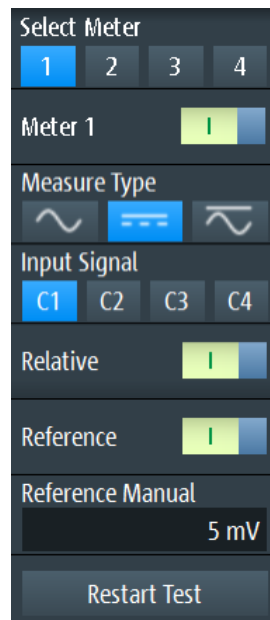 Select Meter
1 2 3 4
Meter 1 I
Measure Type
Input Signal
C1 C2 C3 C4
Relative I
Reference I
Reference Manual
5 mV
Restart Test